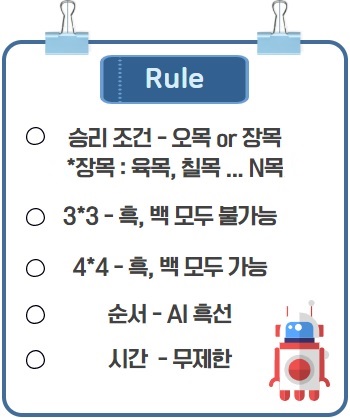 Rule
승리 조건 - 오목 or 장목
*장목 : 육목, 칠목 ... N목
3*3 - 흑, 백 모두 불가능
4*4 - 흑, 백 모두 가능
순서 - AI 흑선
시간 - 무제한